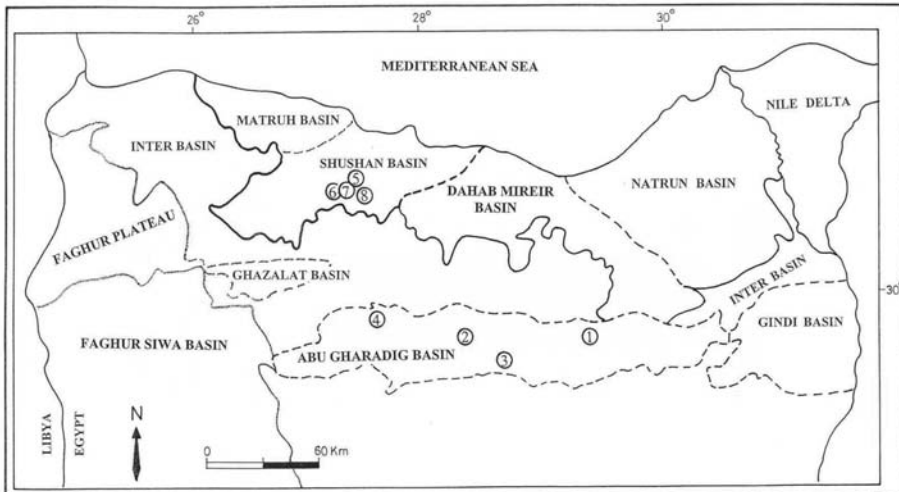 26°
28°
30°
MEDITERRANEAN SEA
NILE DELTA
MATRUH BASIN
INTER BASIN
SHUSHAN BASIN
5
6 7 8
DAHAB MIREIR
BASIN
NATRUN BASIN
FAGHUR PLATEAU
GHAZALAT BASIN
INTER BASIN
30°
GINDI BASIN
FAGHUR SIWA BASIN
4
2
1
ABU GHARADIG BASIN
3
LIBYA
EGYPT
N
0 60 Km